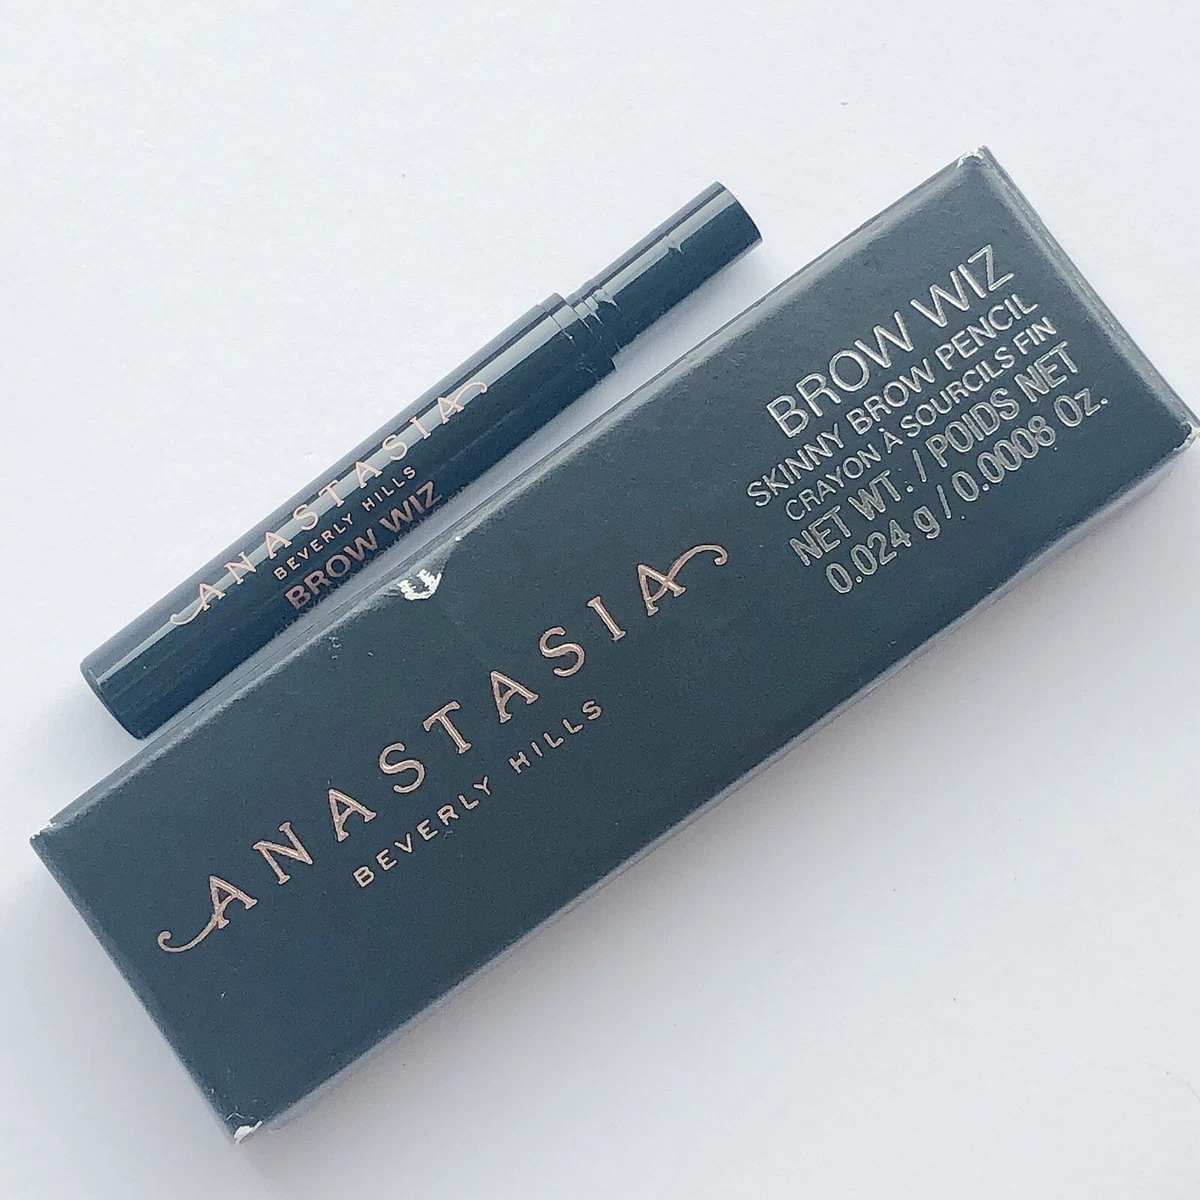 ANASTASIA
BEVERLY HILLS
BROW WIZ
BROW WIZ
SKINNY BROW PENCIL
CRAYON À SOURCILS FIN
NET WT. / POIDS NET
0.024 g / 0.0008 Oz.
ANASTASIA
BEVERLY HILLS